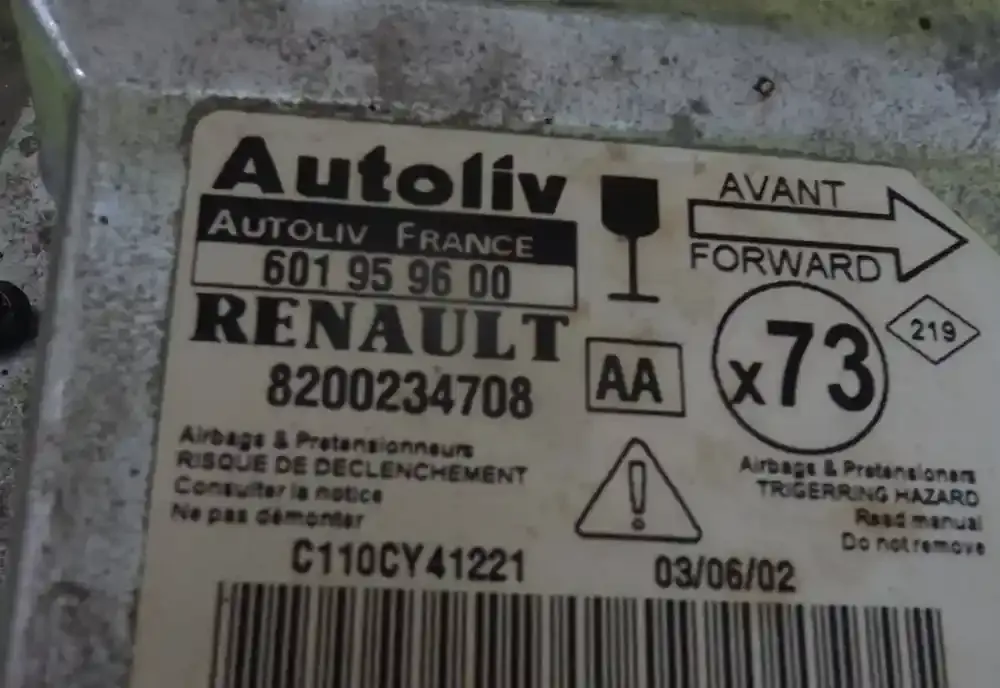 Autoliv
AUTOLIV FRANCE
601 95 96 00
RENAULT
8200234708
AA
AVANT
FORWARD
x73
219
Airbags & Pretensionneurs
RISQUE DE DECLENCHEMENT
Consulter la notice
Ne pas démonter
!
Airbags & Pretensioners
TRIGERRING HAZARD
Read manual
Do not remove
C110CY41221
03/06/02